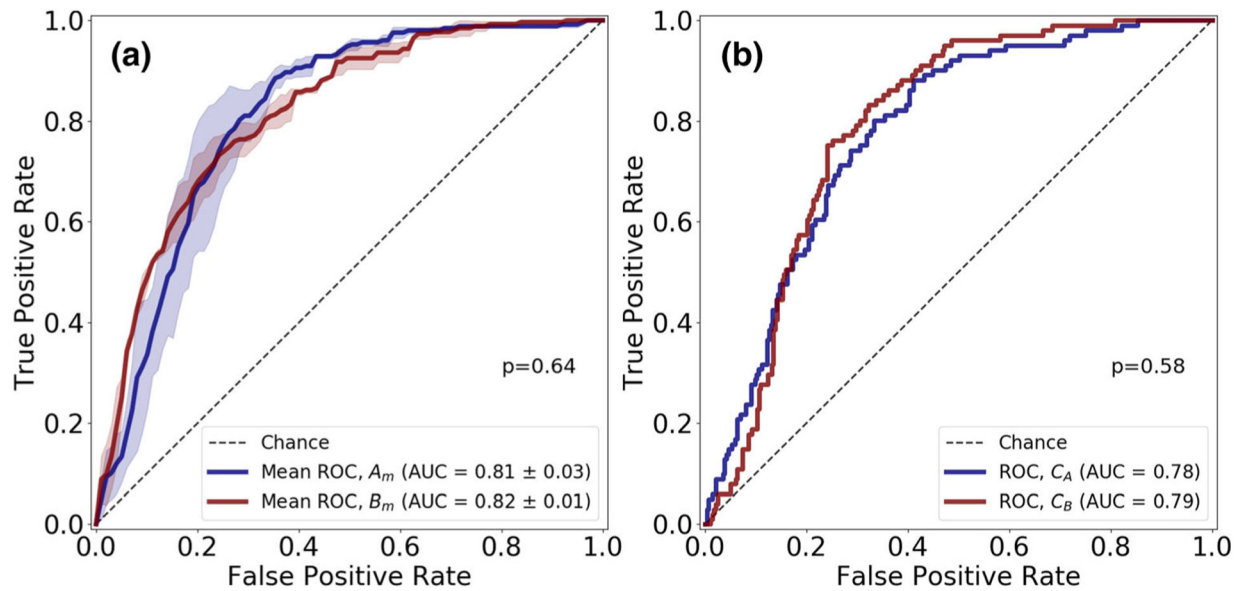 (a)
True Positive Rate
1.0
0.8
0.6
0.4
0.2
0.0
p=0.64
Chance
Mean ROC, Aₘ (AUC = 0.81 ± 0.03)
Mean ROC, Bₘ (AUC = 0.82 ± 0.01)
0.0 0.2 0.4 0.6 0.8 1.0
False Positive Rate
(b)
True Positive Rate
1.0
0.8
0.6
0.4
0.2
0.0
p=0.58
Chance
ROC, C_A (AUC = 0.78)
ROC, C_B (AUC = 0.79)
0.0 0.2 0.4 0.6 0.8 1.0
False Positive Rate